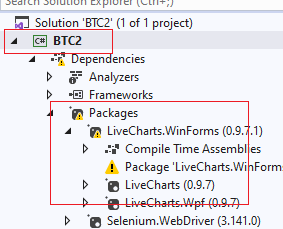 Search Solution Explorer (Ctrl+;)
Solution 'BTC2' (1 of 1 project)
C# BTC2
Dependencies
Analyzers
Frameworks
Packages
LiveCharts.WinForms (0.9.7.1)
Compile Time Assemblies
Package 'LiveCharts.WinForms
LiveCharts (0.9.7)
LiveCharts.Wpf (0.9.7)
Selenium.WebDriver (3.141.0)